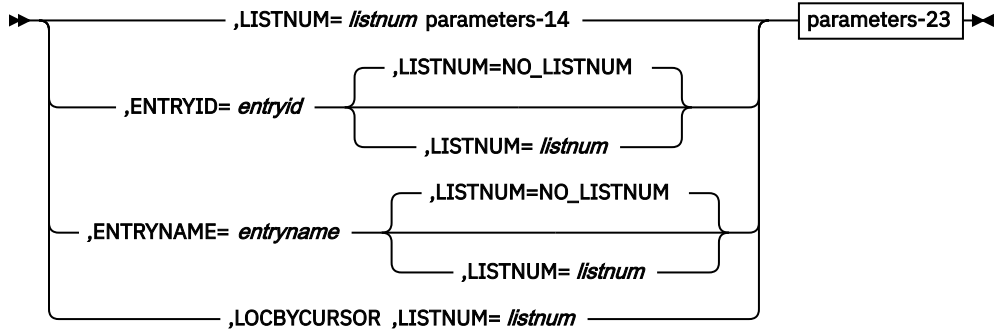 ,LISTNUM= listnum parameters-14 parameters-23
,LISTNUM=NO_LISTNUM
,ENTRYID= entryid
,LISTNUM= listnum
,LISTNUM=NO_LISTNUM
,ENTRYNAME= entryname
,LISTNUM= listnum
,LOCBYCURSOR ,LISTNUM= listnum